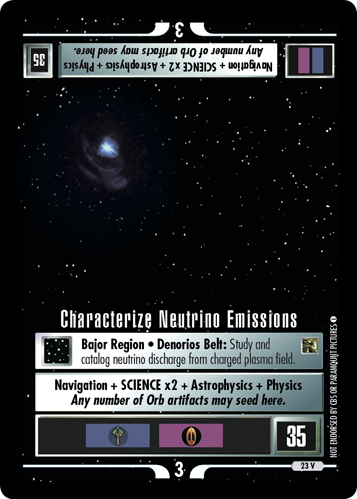 3
Navigation + SCIENCE x2 + Astrophysics + Physics
Any number of Orb artifacts may seed here.
35
Characterize Neutrino Emissions
Bajor Region • Denorios Belt: Study and
catalog neutrino discharge from charged plasma field.
Navigation + SCIENCE x2 + Astrophysics + Physics
Any number of Orb artifacts may seed here.
35
3
23 V
NOT ENDORSED BY CBS OR PARAMOUNT PICTURES